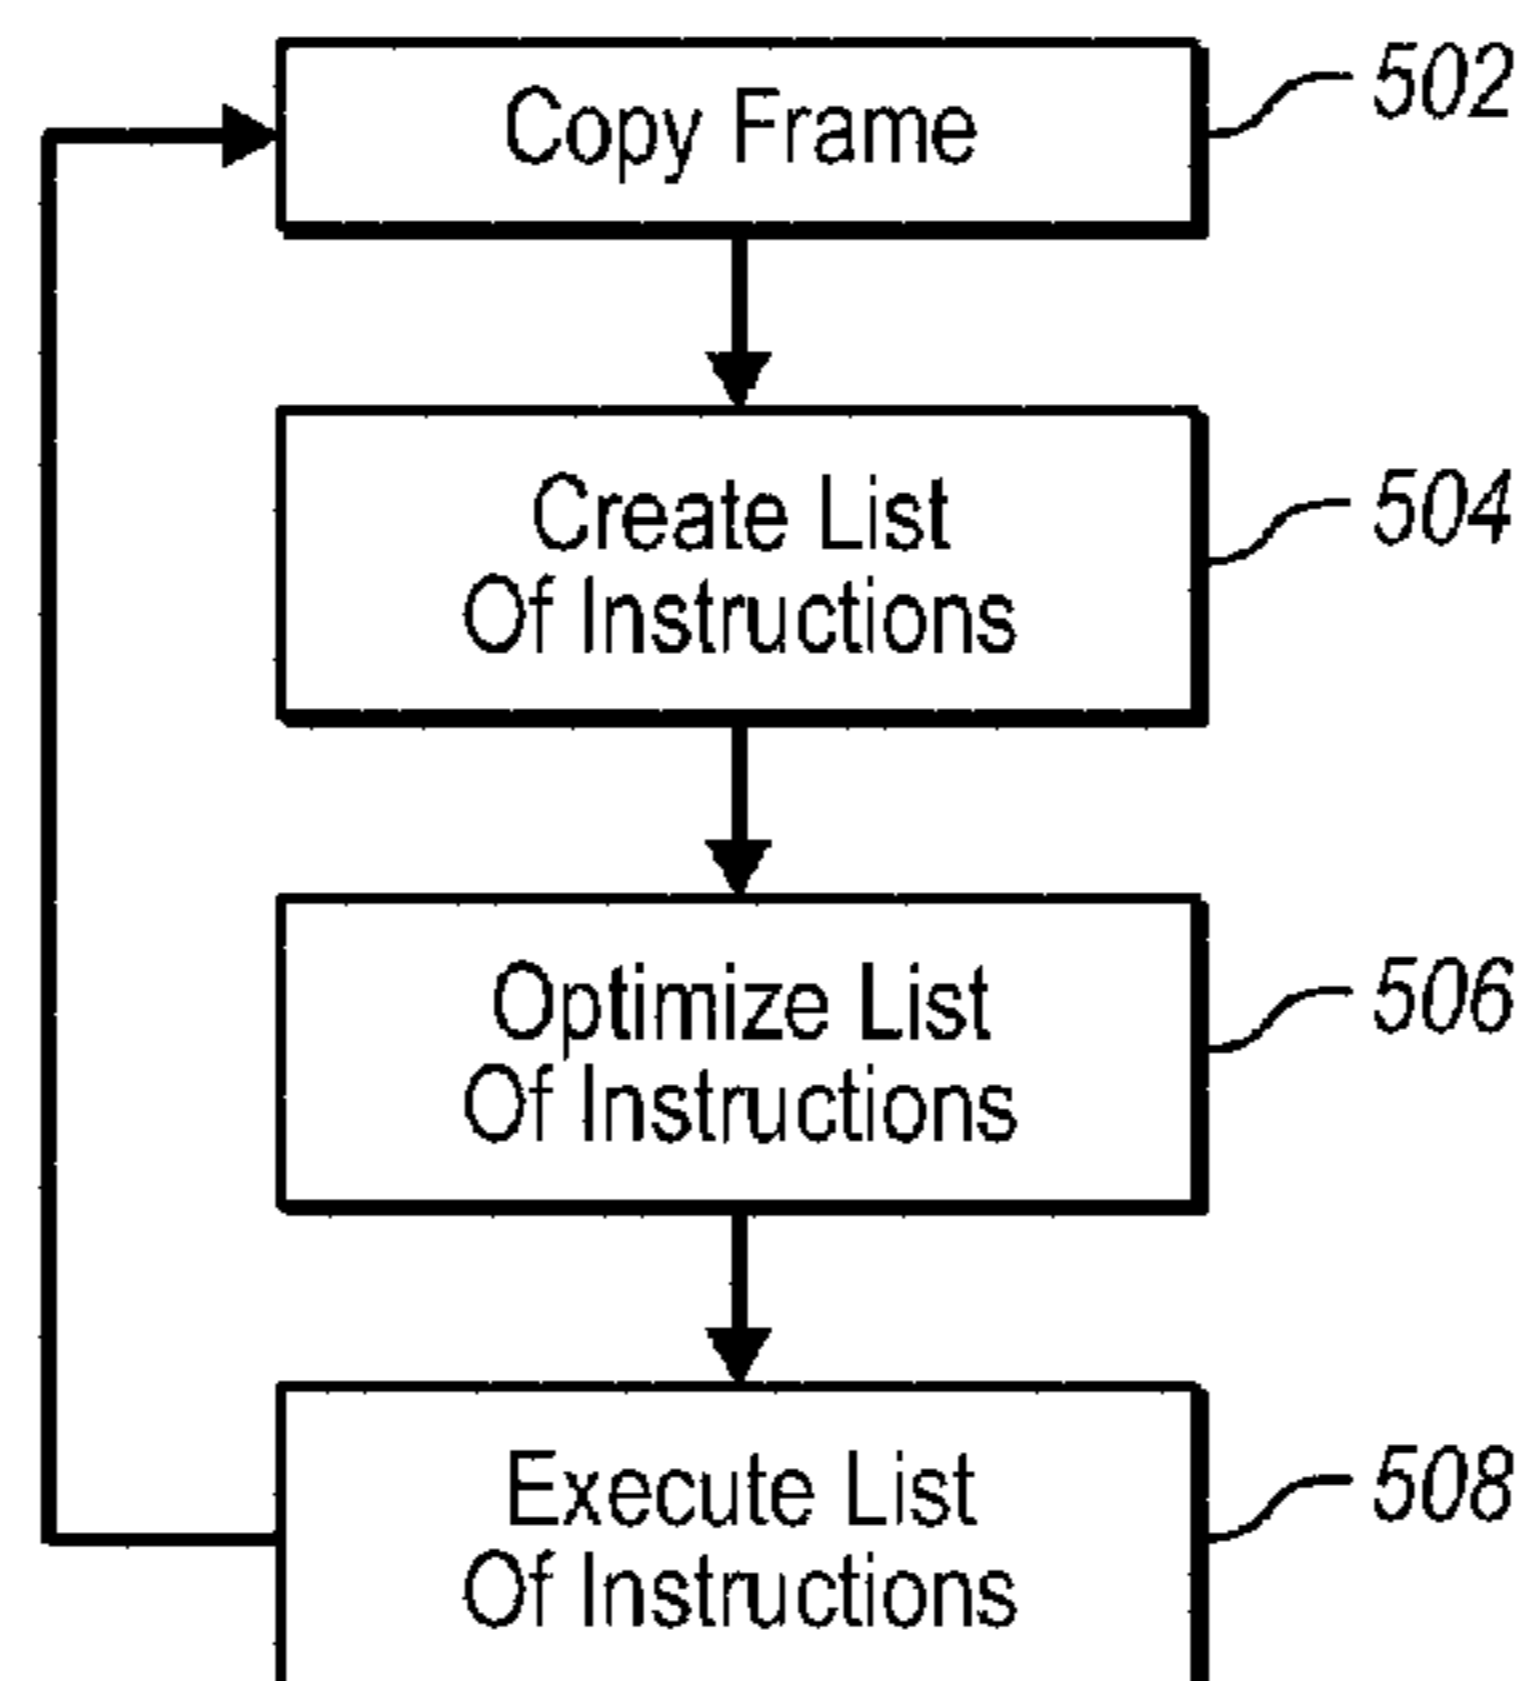 Copy Frame
502
Create List
Of Instructions
504
Optimize List
Of Instructions
506
Execute List
Of Instructions
508